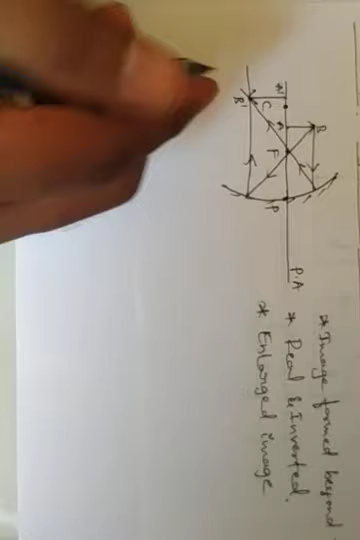 * Image formed beyond
* Real & Inverted.
* Enlarged image
A'
B'
C
A
B
F
P
P.A